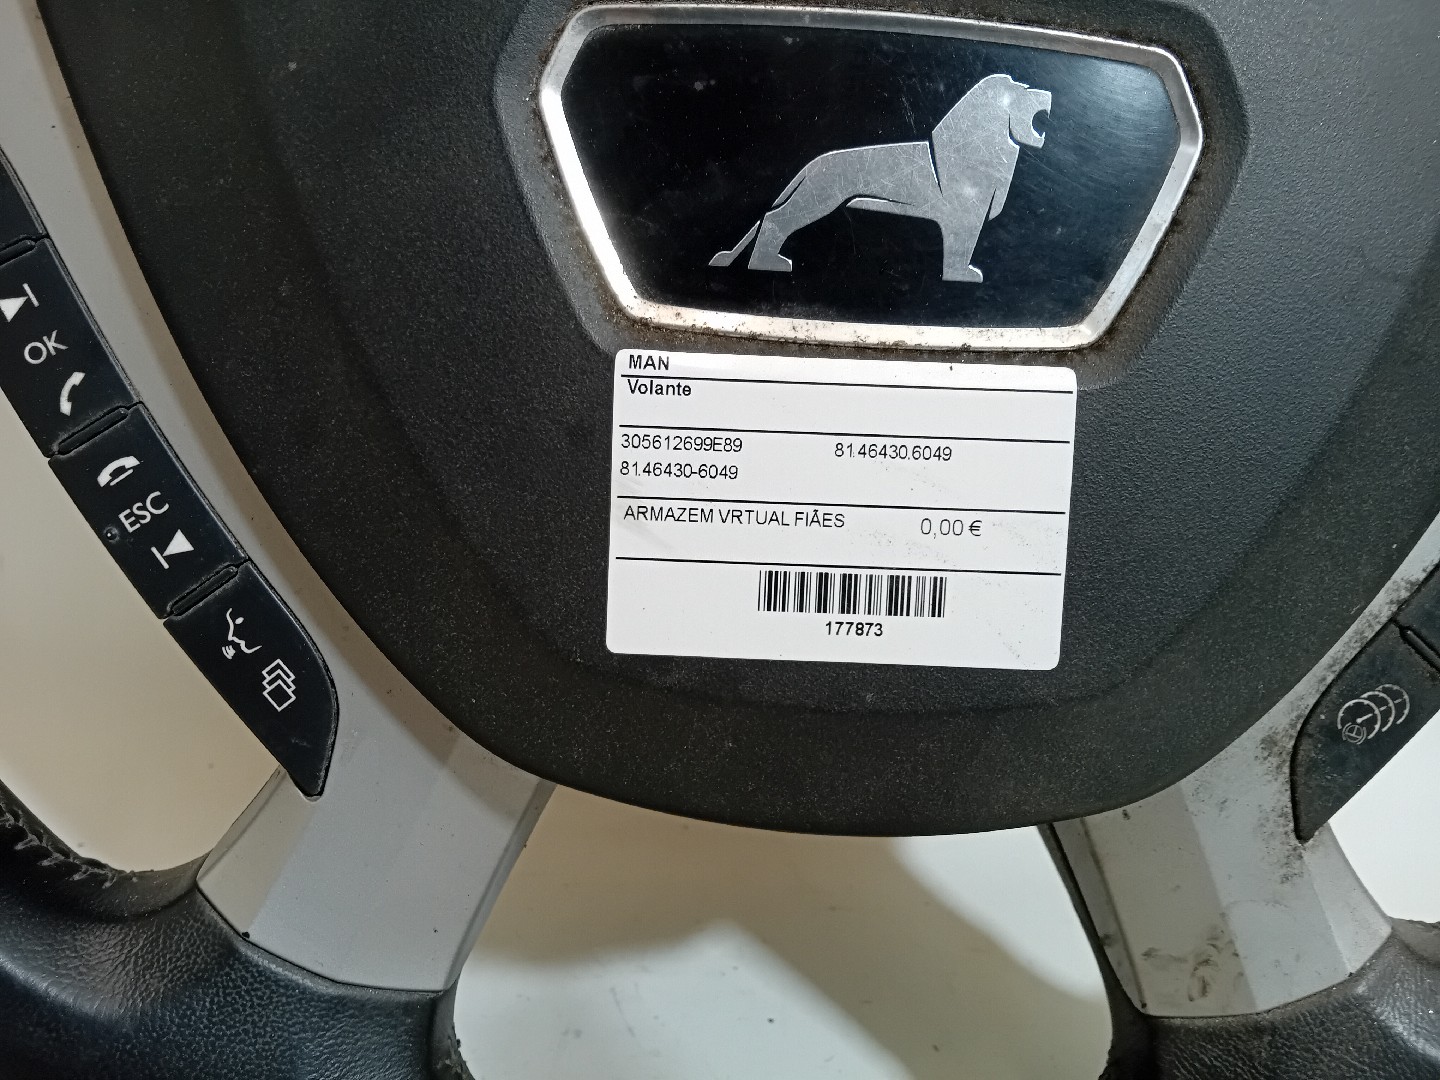 OK
ESC
MAN
Volante
305612699E89 81.46430.6049
81.46430-6049
ARMAZEM VRTUAL FIÃES 0,00 €
177873